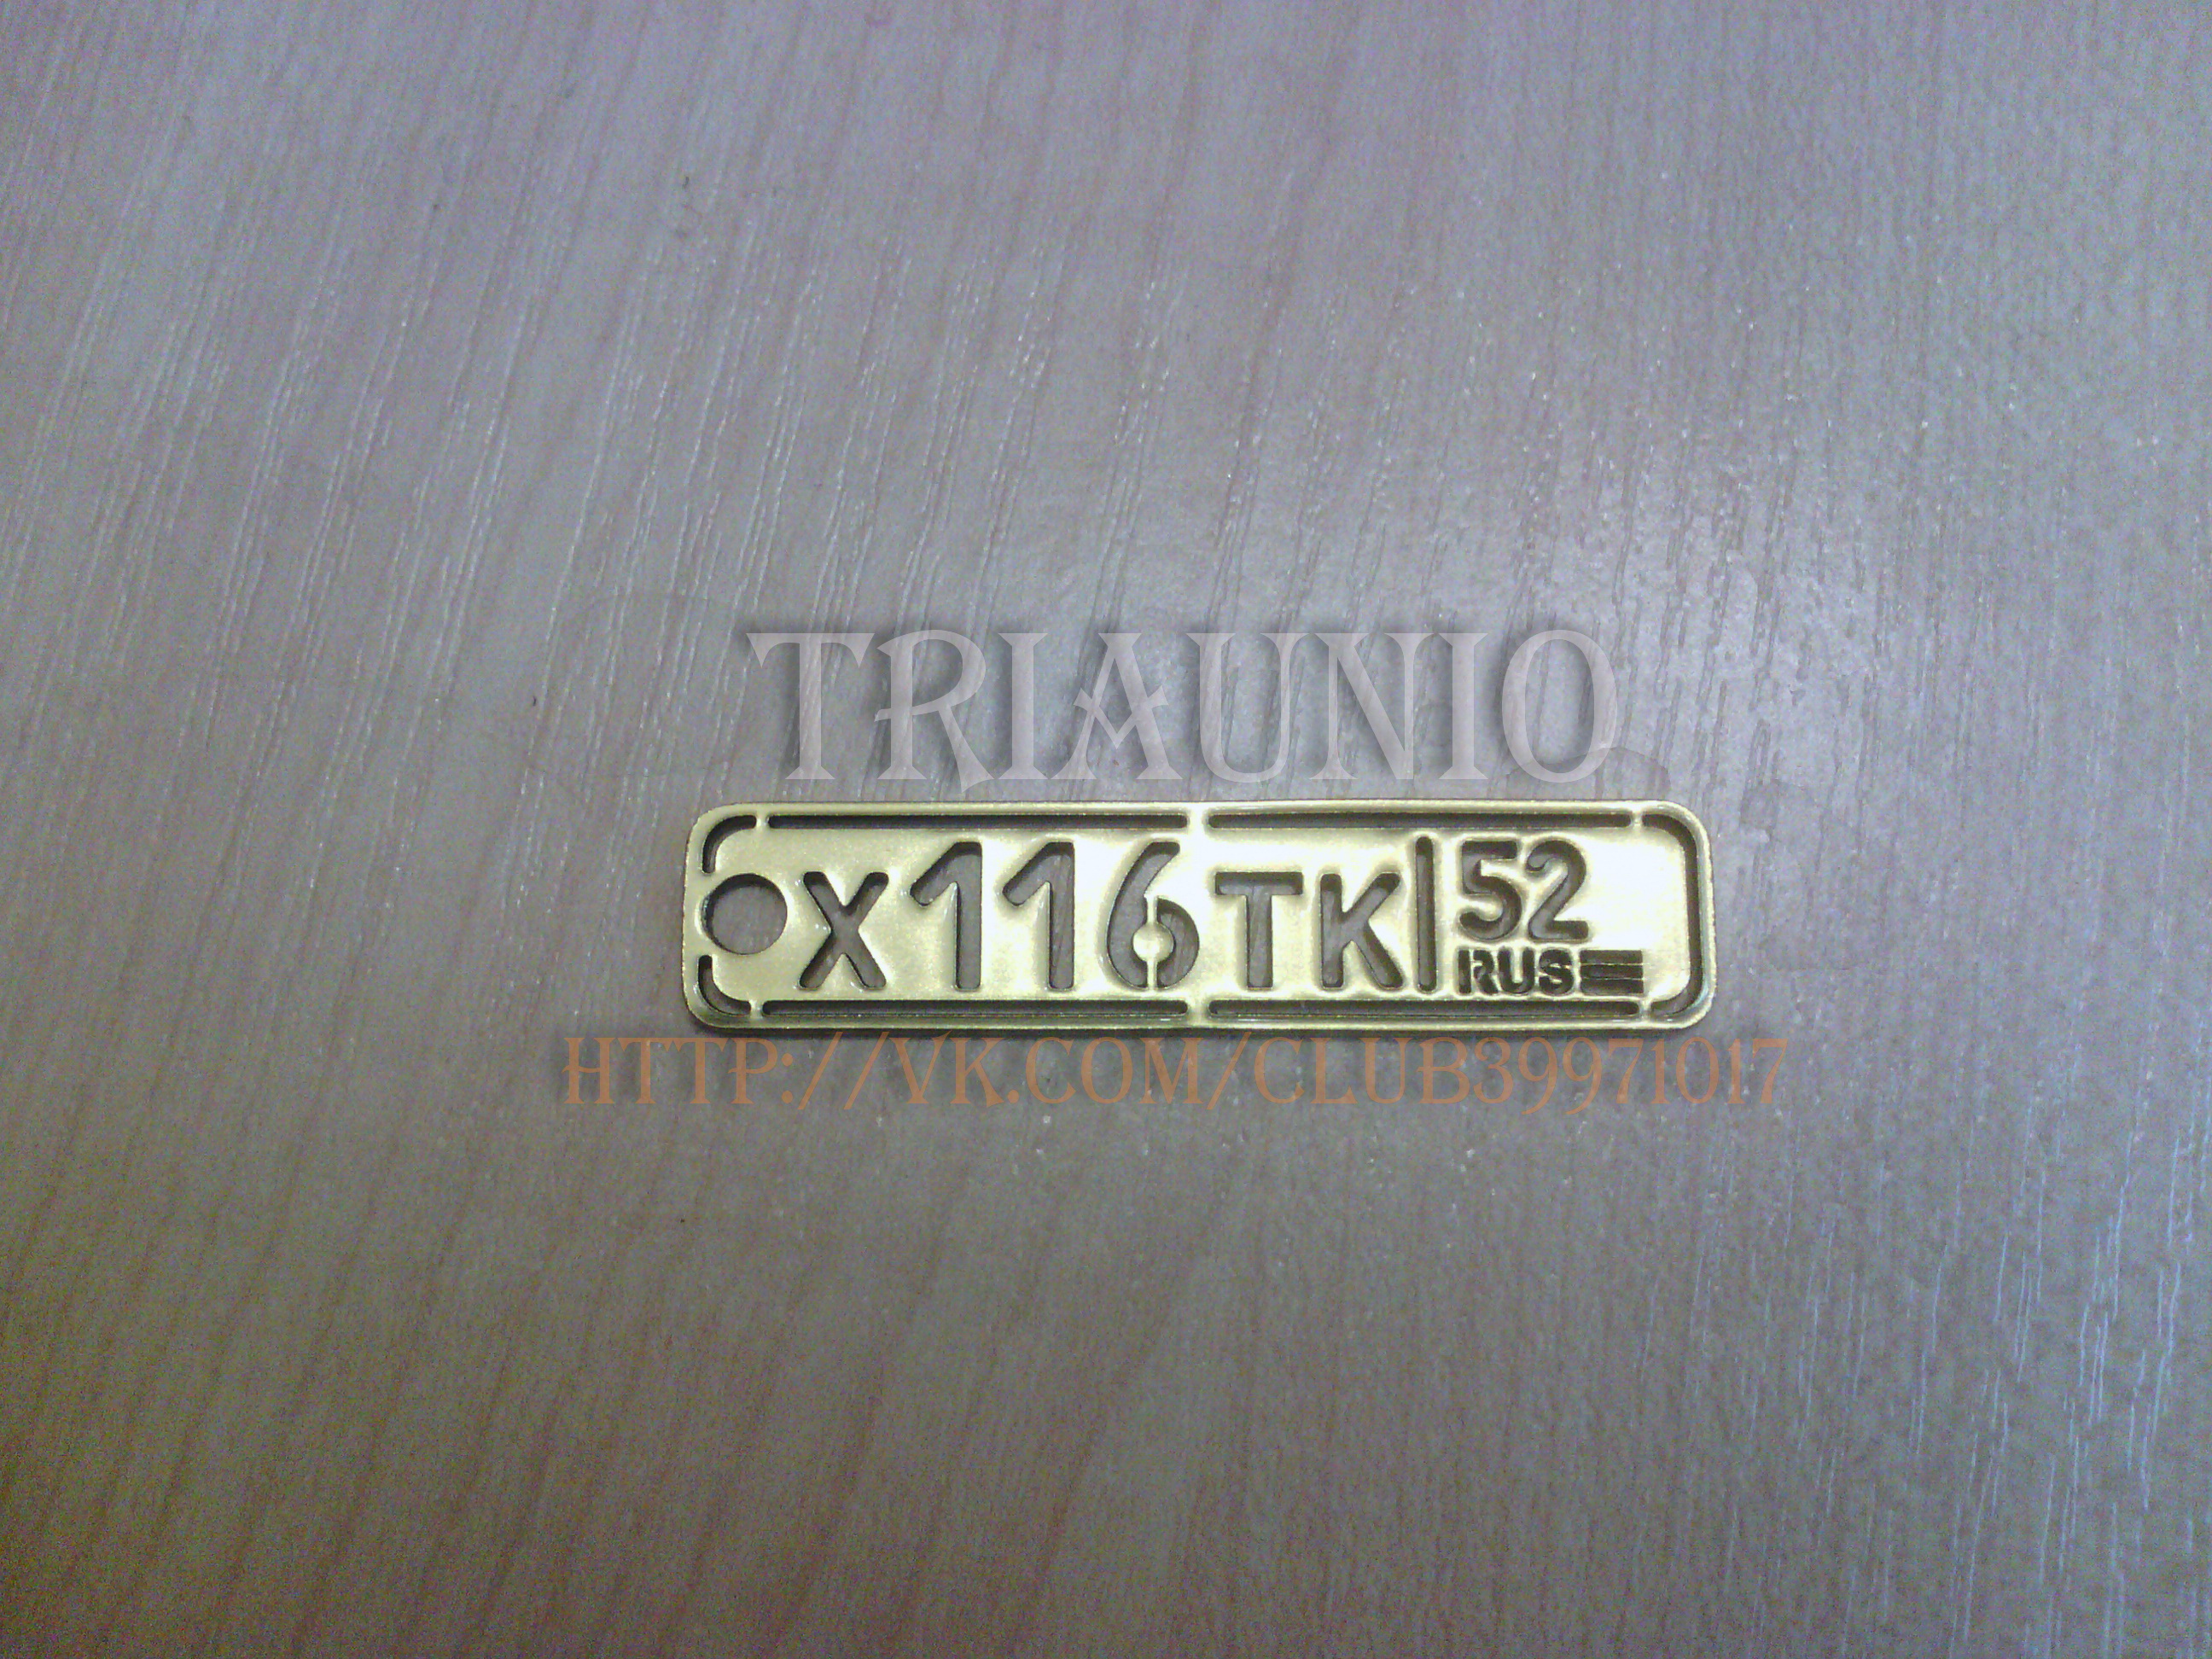 TRIAUNIO
X116TK 52
RUS
HTTP://VK.COM/CLUB39971017